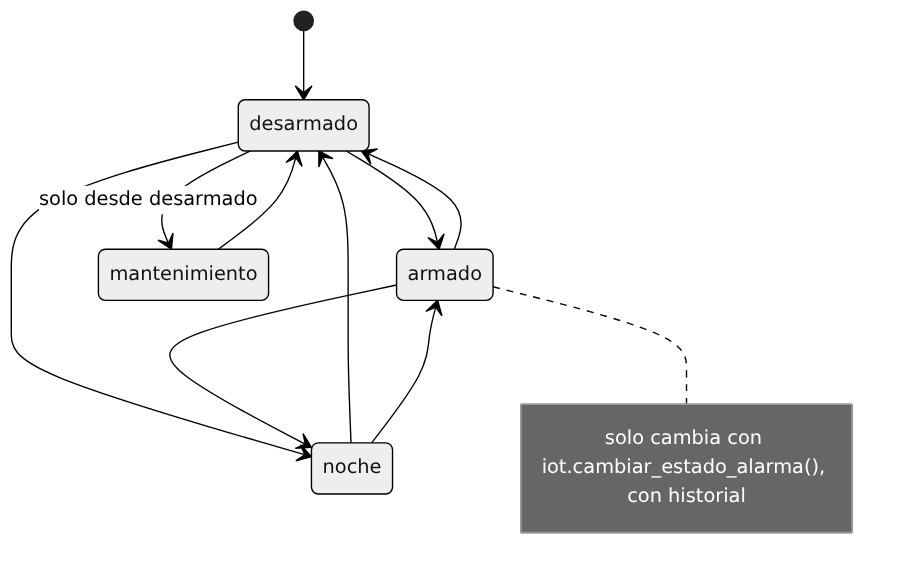 desarmado
solo desde desarmado
mantenimiento
armado
noche
solo cambia con
iot.cambiar_estado_alarma(),
con historial